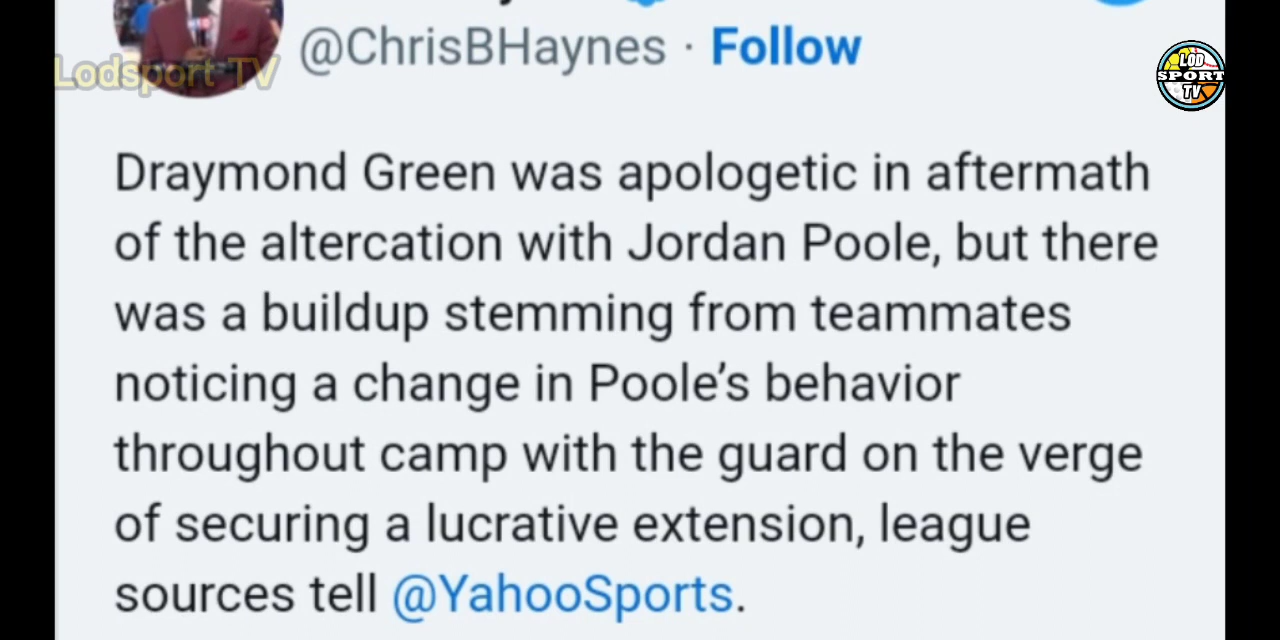 @ChrisBHaynes · Follow
Lodsport TV
LOD
SPORT
TV
Draymond Green was apologetic in aftermath
of the altercation with Jordan Poole, but there
was a buildup stemming from teammates
noticing a change in Poole’s behavior
throughout camp with the guard on the verge
of securing a lucrative extension, league
sources tell @YahooSports.